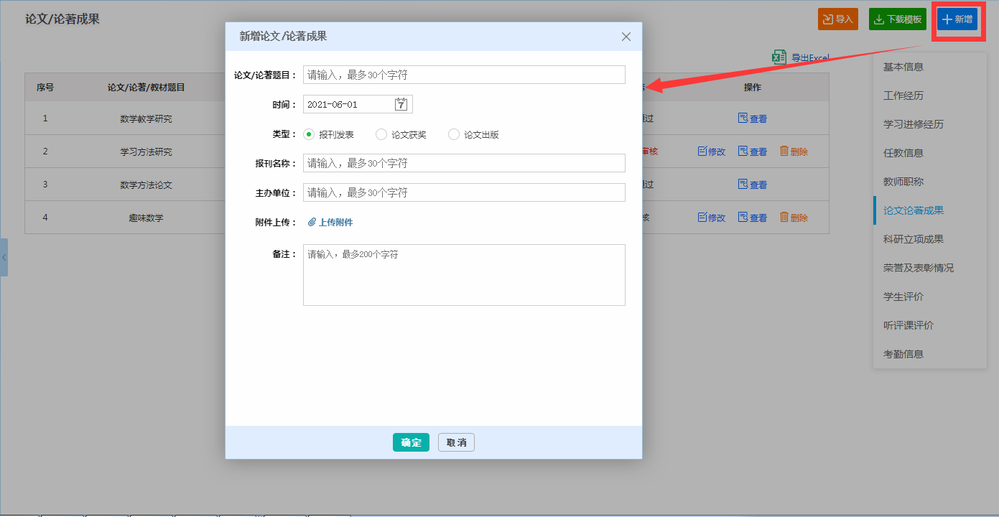 论文/论著成果
导入
下载模板
新增
导出Excel
新增论文/论著成果
论文/论著题目：
请输入，最多30个字符
时间：
2021-06-01
7
类型：
报刊发表
论文获奖
论文出版
报刊名称：
请输入，最多30个字符
主办单位：
请输入，最多30个字符
附件上传：
上传附件
备注：
请输入，最多200个字符
确定
取消
序号 论文/论著/教材题目 操作
1 数学教学研究 过 查看
2 学习方法研究 审核 修改 查看 删除
3 数学方法论文 过 查看
4 趣味数学 核 修改 查看 删除
基本信息
工作经历
学习进修经历
任教信息
教师职称
论文论著成果
科研立项成果
荣誉及表彰情况
学生评价
听评课评价
考勤信息